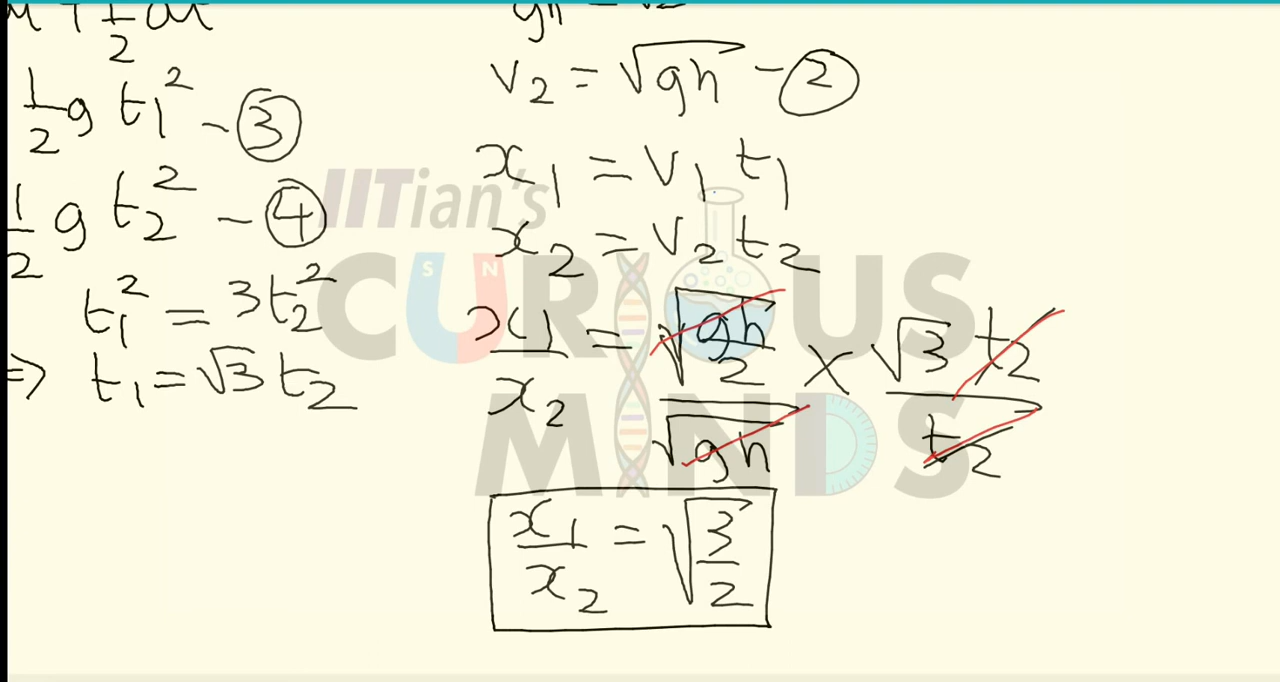 1/2 g t₁² - ③
1/2 g t₂² - ④
t₁² = 3t₂²
⇒ t₁ = √3 t₂
v₂ = √gh - ②
x₁ = v₁ t₁
x₂ = v₂ t₂
x₁/x₂ = √(gh/2)/√gh × √3 t₂/t₂
x₁/x₂ = √(3/2)
IITian's
CURIOUS
S N
MINDS